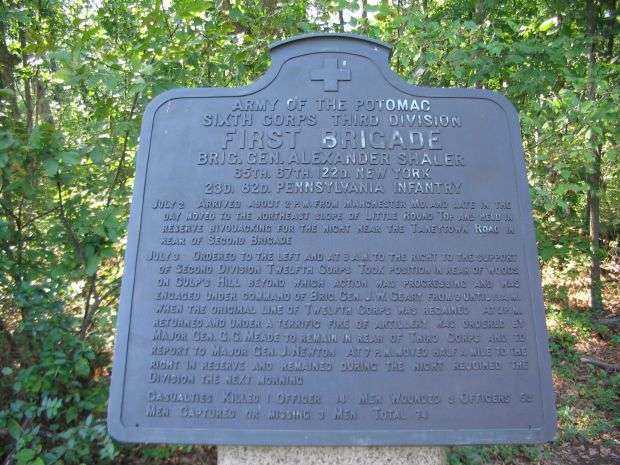 ARMY OF THE POTOMAC
SIXTH CORPS THIRD DIVISION
FIRST BRIGADE
BRIG. GEN. ALEXANDER SHALER
65TH. 67TH. 122D. NEW YORK
23D. 82D. PENNSYLVANIA INFANTRY
JULY 2 ARRIVED ABOUT 2 P.M. FROM MANCHESTER MD. AND LATE IN THE
DAY MOVED TO THE NORTHEAST SLOPE OF LITTLE ROUND TOP AND HELD IN
RESERVE BIVOUACKING FOR THE NIGHT NEAR THE TANEYTOWN ROAD IN
REAR OF SECOND BRIGADE
JULY 3 ORDERED TO THE LEFT AND AT 8 A.M. TO THE RIGHT TO THE SUPPORT
OF SECOND DIVISION TWELFTH CORPS TOOK POSITION IN REAR OF WOODS
ON CULP'S HILL BEYOND WHICH ACTION WAS PROGRESSING AND WAS
ENGAGED UNDER COMMAND OF BRIG. GEN. J. W. GEARY FROM 9 UNTIL 11 A.M.
WHEN THE ORIGINAL LINE OF TWELFTH CORPS WAS REGAINED AT P.M.
RETURNED AND UNDER A TERRIFIC FIRE OF ARTILLERY WAS ORDERED BY
MAJOR GEN. G. G. MEADE TO REMAIN IN REAR OF THIRD CORPS AND TO
REPORT TO MAJOR GEN. J. NEWTON AT 7 P.M. MOVED HALF A MILE TO THE
RIGHT IN RESERVE AND REMAINED DURING THE NIGHT REJOINED THE
DIVISION THE NEXT MORNING
CASUALTIES KILLED 1 OFFICER 14 MEN WOUNDED 3 OFFICERS 53
MEN CAPTURED OR MISSING 3 MEN TOTAL 74